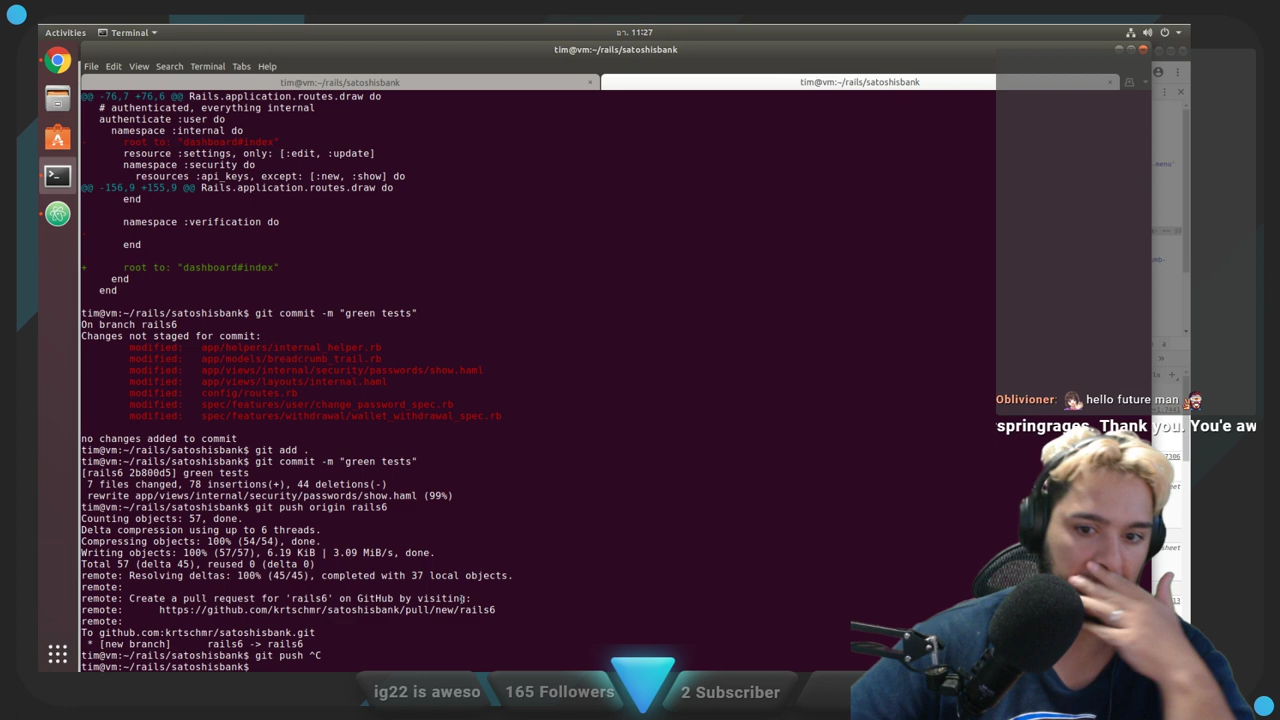 Activities
Terminal
อา. 11:27
tim@vm:~/rails/satoshisbank
File Edit View Search Terminal Tabs Help
tim@vm:~/rails/satoshisbank × tim@vm:~/rails/satoshisbank ×
@@ -76,7 +76,6 @@ Rails.application.routes.draw do
# authenticated, everything internal
authenticate :user do
namespace :internal do
- root to: "dashboard#index"
resource :settings, only: [:edit, :update]
namespace :security do
resources :api_keys, except: [:new, :show] do
@@ -156,9 +155,9 @@ Rails.application.routes.draw do
end
namespace :verification do
-
end
+ root to: "dashboard#index"
end
end
tim@vm:~/rails/satoshisbank$ git commit -m "green tests"
On branch rails6
Changes not staged for commit:
modified: app/helpers/internal_helper.rb
modified: app/models/breadcrumb_trail.rb
modified: app/views/internal/security/passwords/show.haml
modified: app/views/layouts/internal.haml
modified: config/routes.rb
modified: spec/features/user/change_password_spec.rb
modified: spec/features/withdrawal/wallet_withdrawal_spec.rb
no changes added to commit
tim@vm:~/rails/satoshisbank$ git add .
tim@vm:~/rails/satoshisbank$ git commit -m "green tests"
[rails6 2b800d5] green tests
7 files changed, 78 insertions(+), 44 deletions(-)
rewrite app/views/internal/security/passwords/show.haml (99%)
tim@vm:~/rails/satoshisbank$ git push origin rails6
Counting objects: 57, done.
Delta compression using up to 6 threads.
Compressing objects: 100% (54/54), done.
Writing objects: 100% (57/57), 6.19 KiB | 3.09 MiB/s, done.
Total 57 (delta 45), reused 0 (delta 0)
remote: Resolving deltas: 100% (45/45), completed with 37 local objects.
remote:
remote: Create a pull request for 'rails6' on GitHub by visiting:
remote: https://github.com/krtschmr/satoshisbank/pull/new/rails6
remote:
To github.com:krtschmr/satoshisbank.git
* [new branch] rails6 -> rails6
tim@vm:~/rails/satoshisbank$ git push ^C
tim@vm:~/rails/satoshisbank$
Oblivioner: hello future man
springrages, Thank you. You'e aw
ig22 is aweso
165 Followers
2 Subscriber